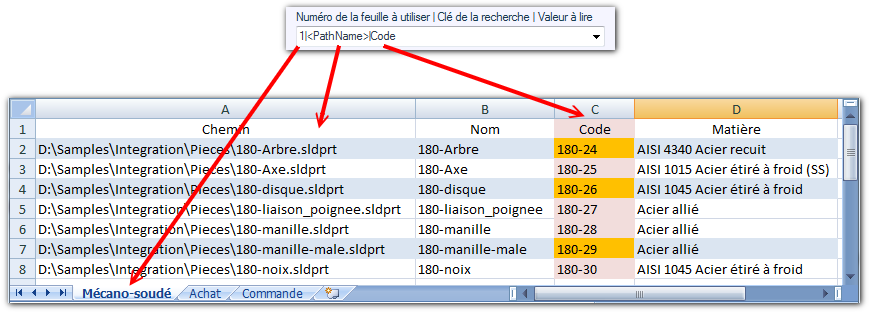 Numéro de la feuille à utiliser | Clé de la recherche | Valeur à lire
1|<PathName>|Code
A B C D
1 Chemin Nom Code Matière
2 D:\Samples\Integration\Pieces\180-Arbre.sldprt 180-Arbre 180-24 AISI 4340 Acier recuit
3 D:\Samples\Integration\Pieces\180-Axe.sldprt 180-Axe 180-25 AISI 1015 Acier étiré à froid (SS)
4 D:\Samples\Integration\Pieces\180-disque.sldprt 180-disque 180-26 AISI 1045 Acier étiré à froid
5 D:\Samples\Integration\Pieces\180-liaison_poignee.sldprt 180-liaison_poignee 180-27 Acier allié
6 D:\Samples\Integration\Pieces\180-manille.sldprt 180-manille 180-28 Acier allié
7 D:\Samples\Integration\Pieces\180-manille-male.sldprt 180-manille-male 180-29 Acier allié
8 D:\Samples\Integration\Pieces\180-noix.sldprt 180-noix 180-30 AISI 1045 Acier étiré à froid
Mécano-soudé Achat Commande